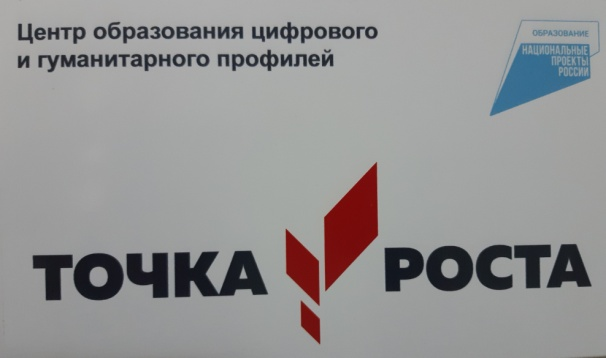 Центр образования цифрового
и гуманитарного профилей
ОБРАЗОВАНИЕ
НАЦИОНАЛЬНЫЕ
ПРОЕКТЫ
РОССИИ
ТОЧКА РОСТА